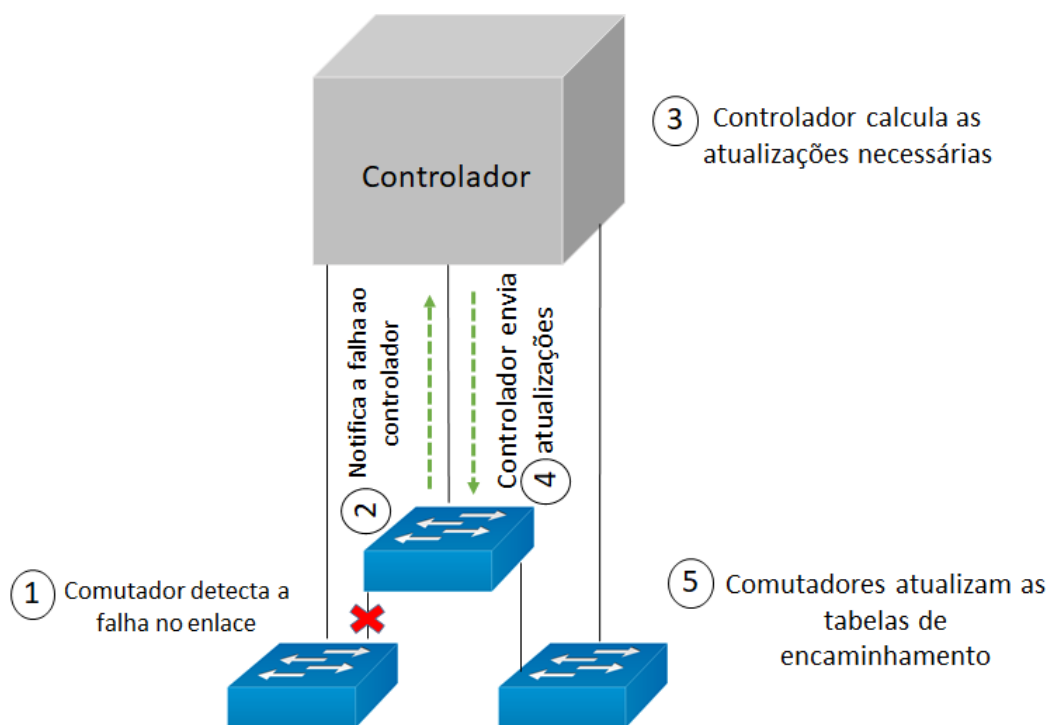 Controlador
3
Controlador calcula as
atualizações necessárias
Notifica a falha ao
controlador
2
Controlador envia
atualizações
4
1
Comutador detecta a
falha no enlace
5
Comutadores atualizam as
tabelas de
encaminhamento